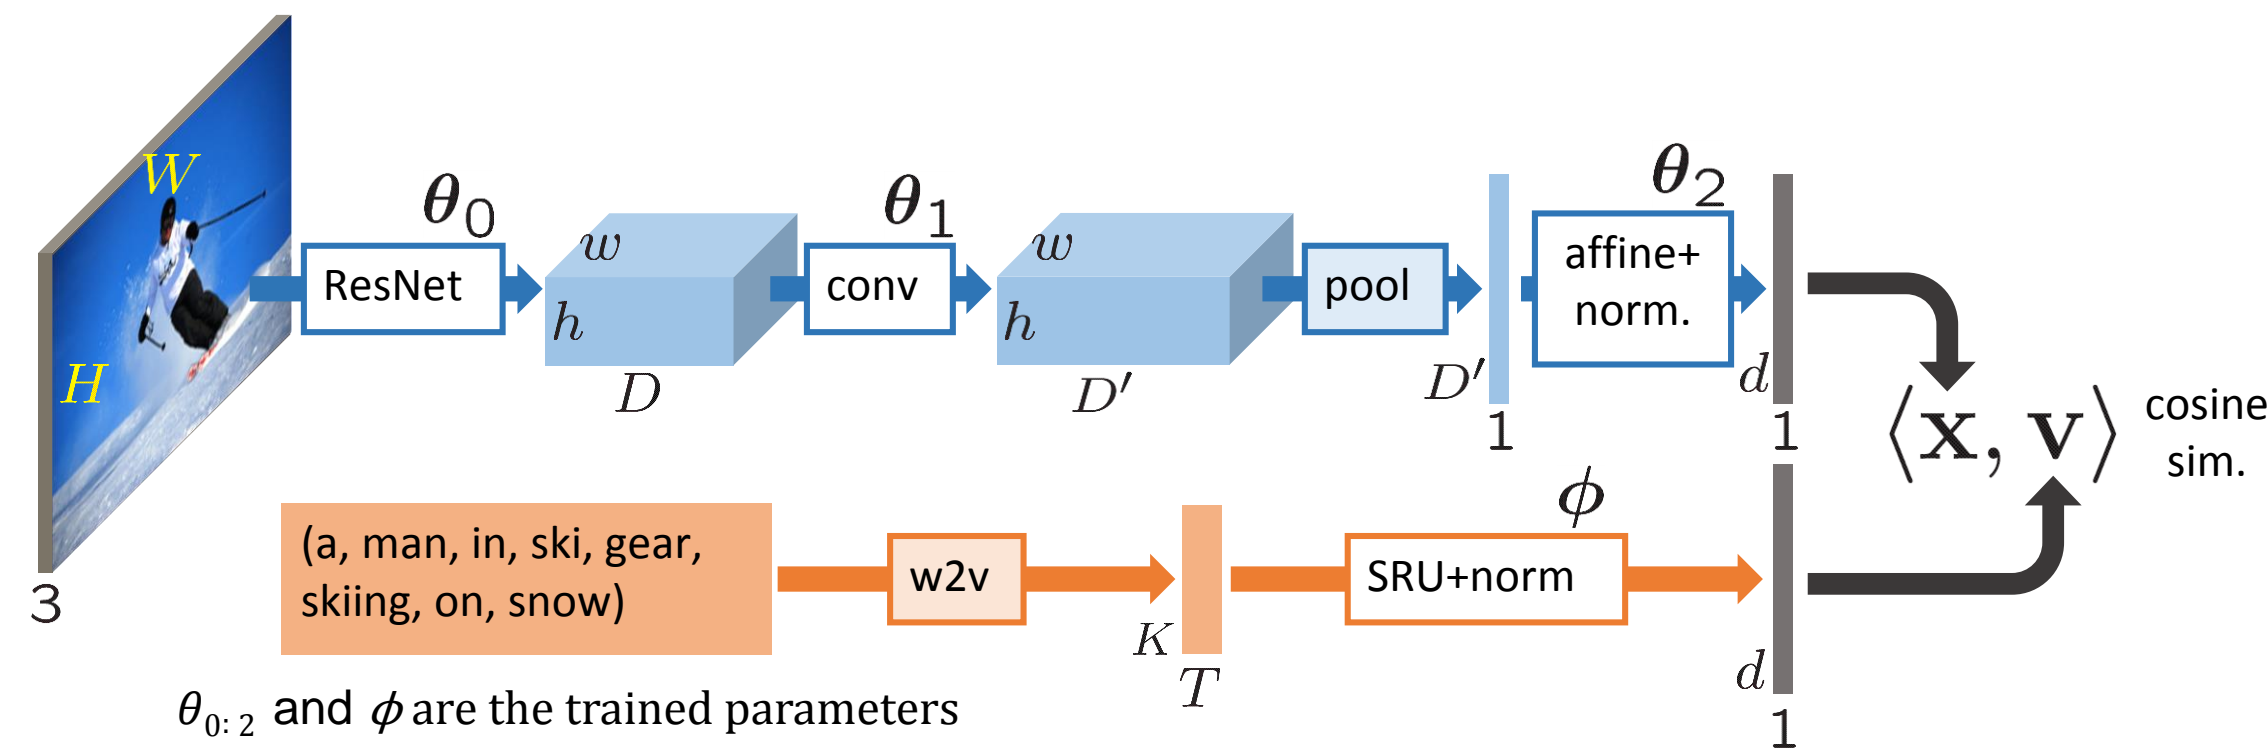 W
H
3
θ₀
ResNet
w
h
D
θ₁
conv
w
h
D′
pool
D′
1
θ₂
affine+
norm.
d
1
⟨x, v⟩
cosine
sim.
(a, man, in, ski, gear,
skiing, on, snow)
w2v
K
T
ϕ
SRU+norm
d
1
θ₀:₂ and ϕ are the trained parameters